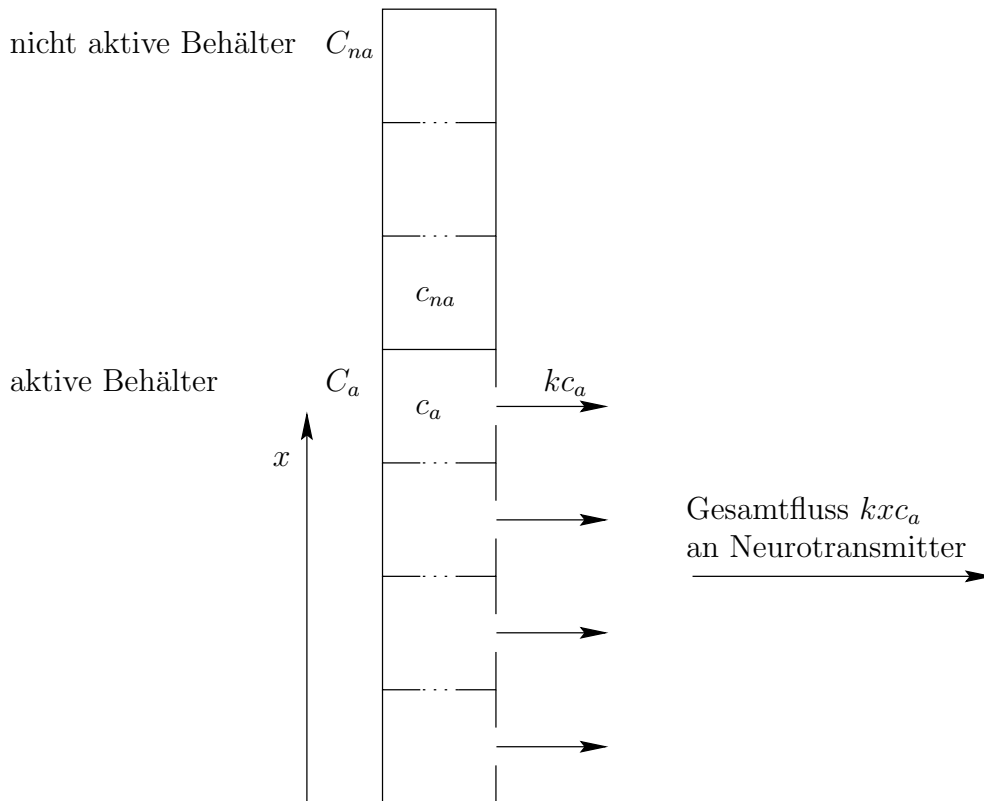 nicht aktive Behälter C_{na}
c_{na}
aktive Behälter C_a
kc_a
c_a
x
Gesamtfluss kxc_a
an Neurotransmitter